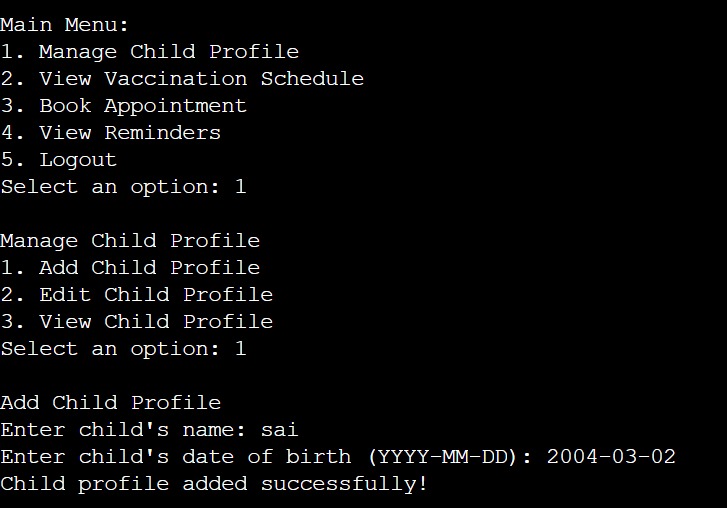 Main Menu:
1. Manage Child Profile
2. View Vaccination Schedule
3. Book Appointment
4. View Reminders
5. Logout
Select an option: 1
Manage Child Profile
1. Add Child Profile
2. Edit Child Profile
3. View Child Profile
Select an option: 1
Add Child Profile
Enter child's name: sai
Enter child's date of birth (YYYY-MM-DD): 2004-03-02
Child profile added successfully!